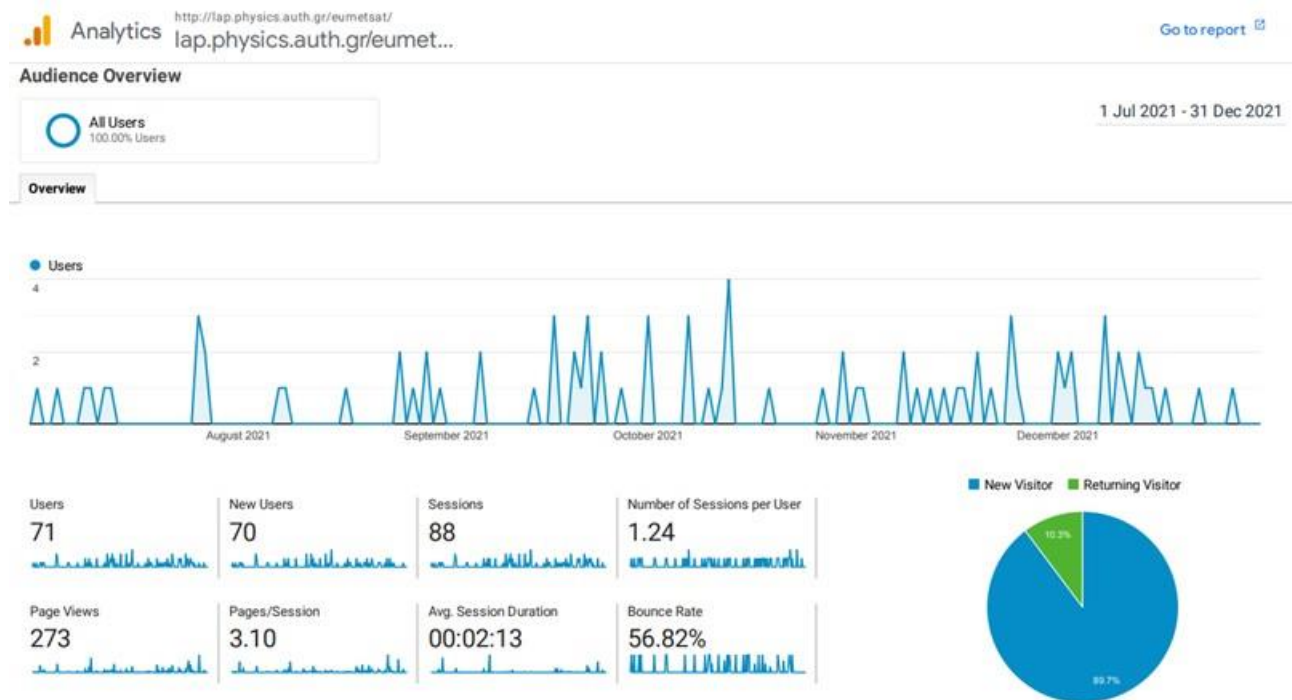 Analytics
http://lap.physics.auth.gr/eumetsat/
lap.physics.auth.gr/eumet...
Go to report
Audience Overview
All Users
100.00% Users
1 Jul 2021 - 31 Dec 2021
Overview
Users
4
2
August 2021
September 2021
October 2021
November 2021
December 2021
Users
71
New Users
70
Sessions
88
Number of Sessions per User
1.24
Page Views
273
Pages/Session
3.10
Avg. Session Duration
00:02:13
Bounce Rate
56.82%
New Visitor
Returning Visitor
10.3%
89.7%